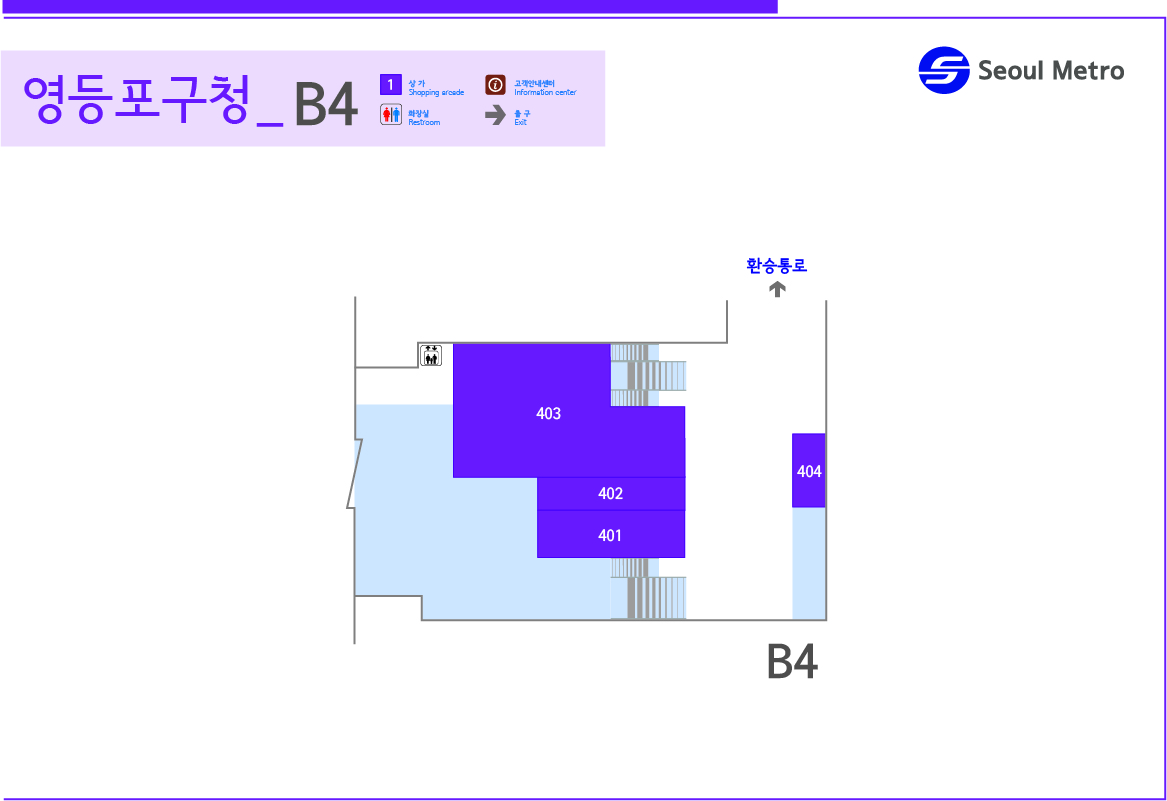 영등포구청_B4
1 상 가
Shopping arcade
고객안내센터
Information center
화장실
Restroom
출 구
Exit
Seoul Metro
환승통로
403
404
402
401
B4